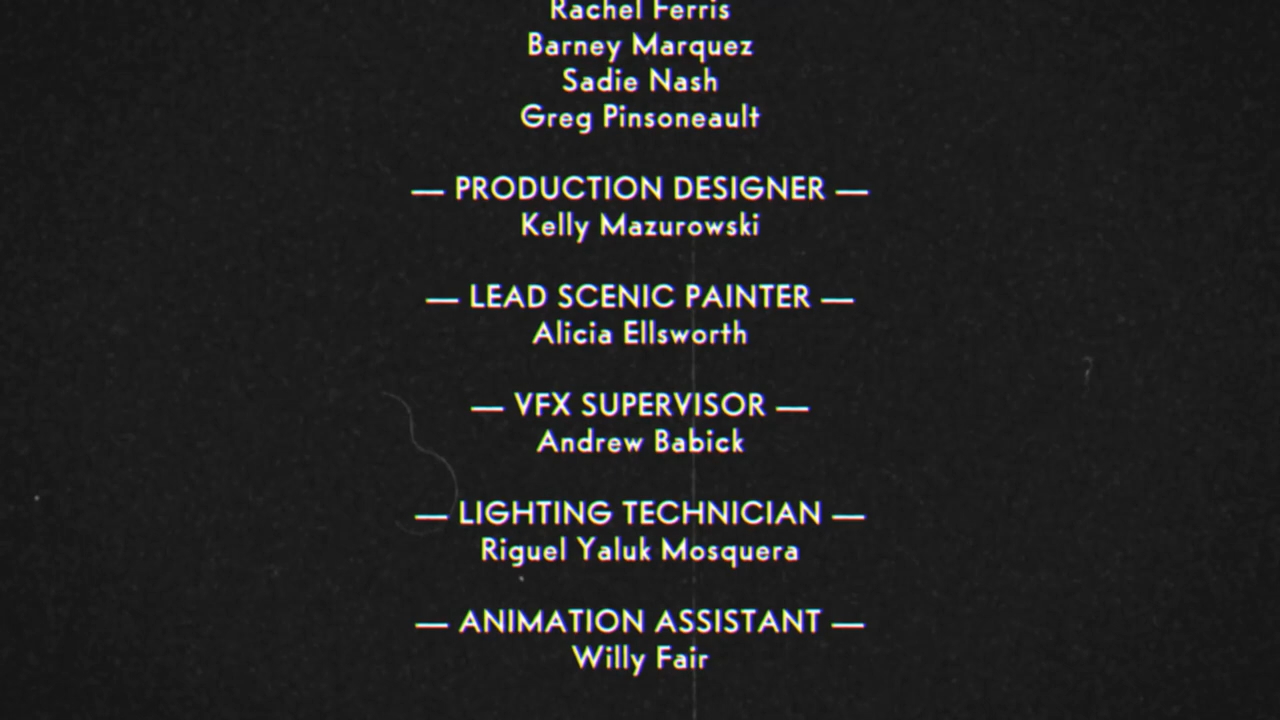 Rachel Ferris
Barney Marquez
Sadie Nash
Greg Pinsoneault
— PRODUCTION DESIGNER —
Kelly Mazurowski
— LEAD SCENIC PAINTER —
Alicia Ellsworth
— VFX SUPERVISOR —
Andrew Babick
— LIGHTING TECHNICIAN —
Riguel Yaluk Mosquera
— ANIMATION ASSISTANT —
Willy Fair